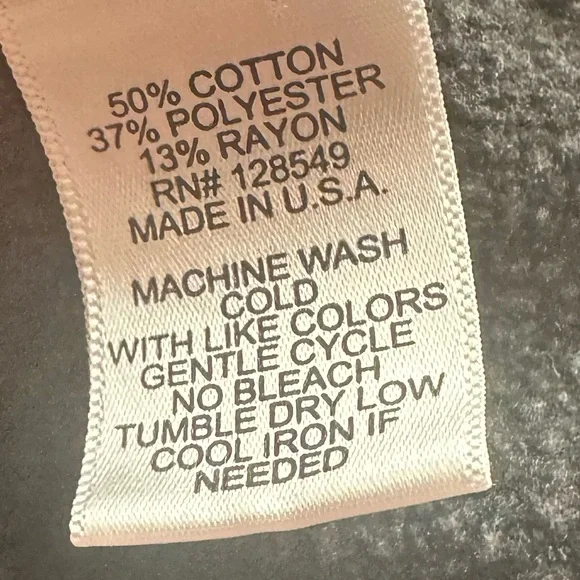 50% COTTON
37% POLYESTER
13% RAYON
RN# 128549
MADE IN U.S.A.
MACHINE WASH
COLD
WITH LIKE COLORS
GENTLE CYCLE
NO BLEACH
TUMBLE DRY LOW
COOL IRON IF
NEEDED